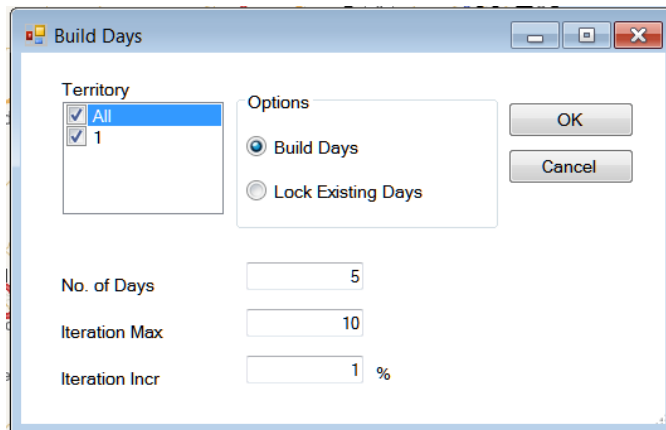 Build Days
Territory
All
1
Options
Build Days
Lock Existing Days
OK
Cancel
No. of Days 5
Iteration Max 10
Iteration Incr 1 %